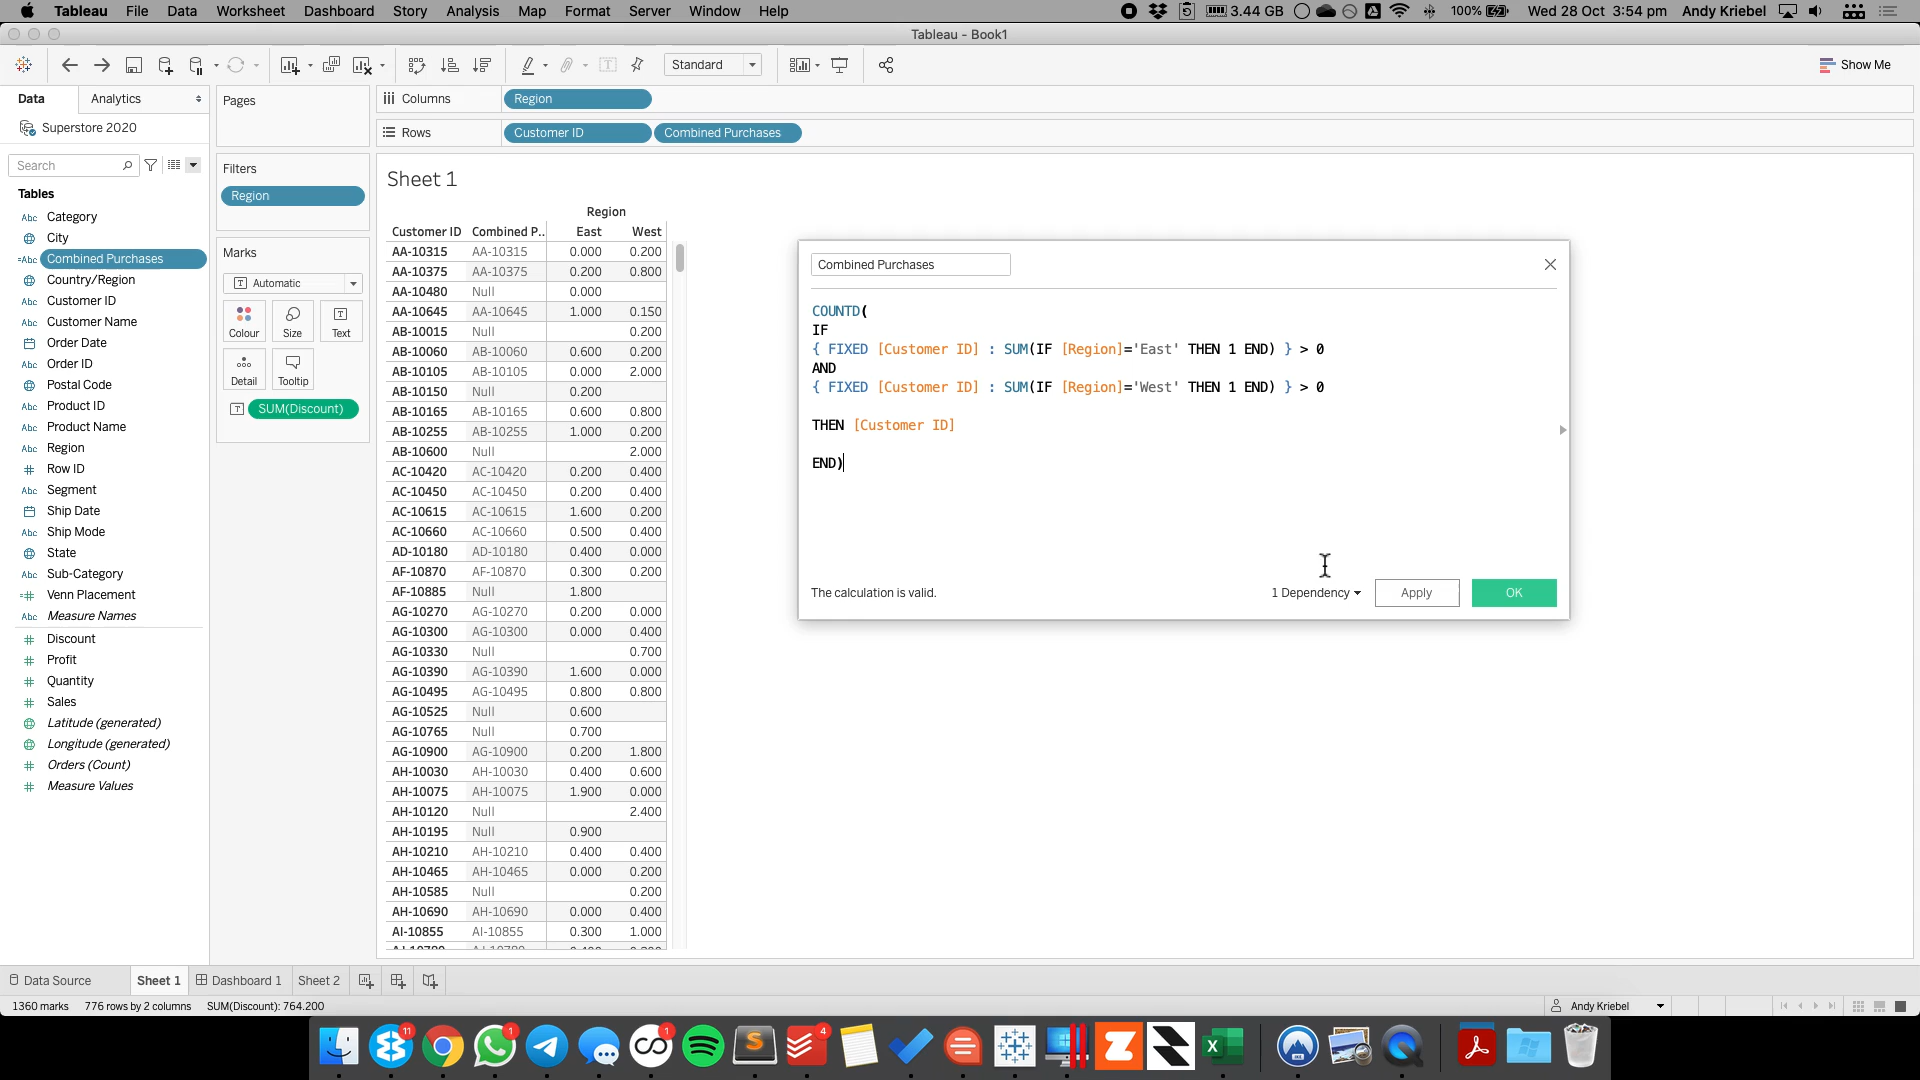 Tableau File Data Worksheet Dashboard Story Analysis Map Format Server Window Help 3.44 GB 100% Wed 28 Oct 3:54 pm Andy Kriebel
Tableau - Book1
Standard Show Me
Data Analytics
Superstore 2020
Search
Tables
Abc Category
City
=Abc Combined Purchases
Country/Region
Abc Customer ID
Abc Customer Name
Order Date
Abc Order ID
Postal Code
Abc Product ID
Abc Product Name
Abc Region
# Row ID
Abc Segment
Ship Date
Abc Ship Mode
State
Abc Sub-Category
=# Venn Placement
Abc Measure Names
# Discount
# Profit
# Quantity
# Sales
Latitude (generated)
Longitude (generated)
# Orders (Count)
# Measure Values
Pages
Filters
Region
Marks
T Automatic
Colour Size Text
Detail Tooltip
T SUM(Discount)
Columns Region
Rows Customer ID Combined Purchases
Sheet 1
Region
Customer ID Combined P.. East West
AA-10315 AA-10315 0.000 0.200
AA-10375 AA-10375 0.200 0.800
AA-10480 Null 0.000
AA-10645 AA-10645 1.000 0.150
AB-10015 Null 0.200
AB-10060 AB-10060 0.600 0.200
AB-10105 AB-10105 0.000 2.000
AB-10150 Null 0.200
AB-10165 AB-10165 0.600 0.800
AB-10255 AB-10255 1.000 0.200
AB-10600 Null 2.000
AC-10420 AC-10420 0.200 0.400
AC-10450 AC-10450 0.200 0.400
AC-10615 AC-10615 1.600 0.200
AC-10660 AC-10660 0.500 0.400
AD-10180 AD-10180 0.400 0.000
AF-10870 AF-10870 0.300 0.200
AF-10885 Null 1.800
AG-10270 AG-10270 0.200 0.000
AG-10300 AG-10300 0.000 0.400
AG-10330 Null 0.700
AG-10390 AG-10390 1.600 0.000
AG-10495 AG-10495 0.800 0.800
AG-10525 Null 0.600
AG-10765 Null 0.700
AG-10900 AG-10900 0.200 1.800
AH-10030 AH-10030 0.400 0.600
AH-10075 AH-10075 1.900 0.000
AH-10120 Null 2.400
AH-10195 Null 0.900
AH-10210 AH-10210 0.400 0.400
AH-10465 AH-10465 0.000 0.200
AH-10585 Null 0.200
AH-10690 AH-10690 0.000 0.400
AI-10855 AI-10855 0.300 1.000
Combined Purchases
COUNTD(
IF
{ FIXED [Customer ID] : SUM(IF [Region]='East' THEN 1 END) } > 0
AND
{ FIXED [Customer ID] : SUM(IF [Region]='West' THEN 1 END) } > 0
THEN [Customer ID]
END)
The calculation is valid. 1 Dependency Apply OK
Data Source Sheet 1 Dashboard 1 Sheet 2
1360 marks 776 rows by 2 columns SUM(Discount): 764.200 Andy Kriebel
11 1 1 4